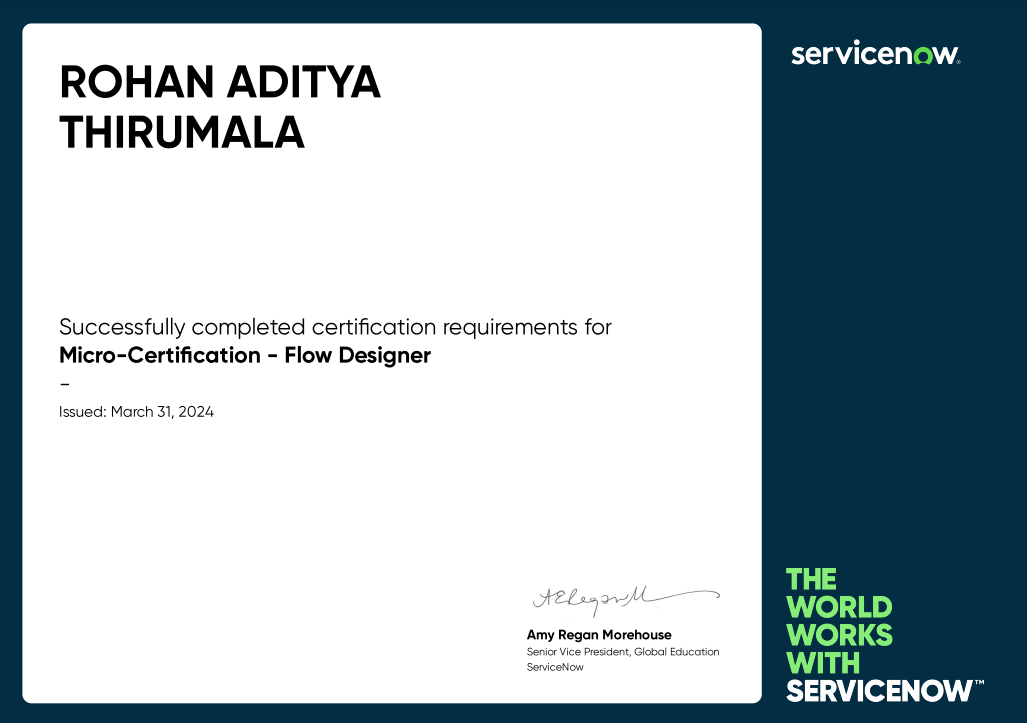 ROHAN ADITYA
THIRUMALA
Successfully completed certification requirements for
Micro-Certification - Flow Designer
–
Issued: March 31, 2024
Amy Regan Morehouse
Senior Vice President, Global Education
ServiceNow
servicenow®
THE
WORLD
WORKS
WITH
SERVICENOW™